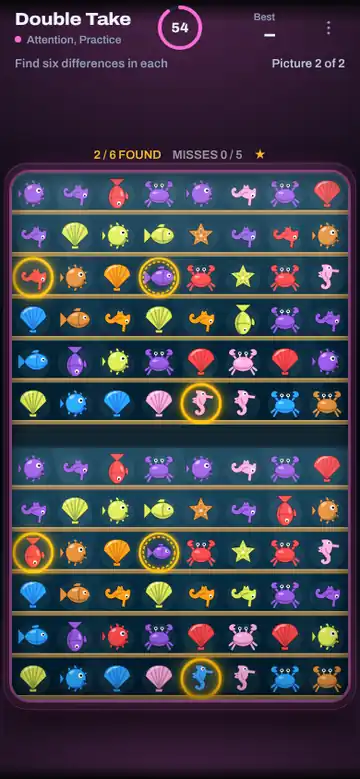 Double Take
Attention, Practice
54
Best
–
Find six differences in each
Picture 2 of 2
2 / 6 FOUND MISSES 0 / 5 ★